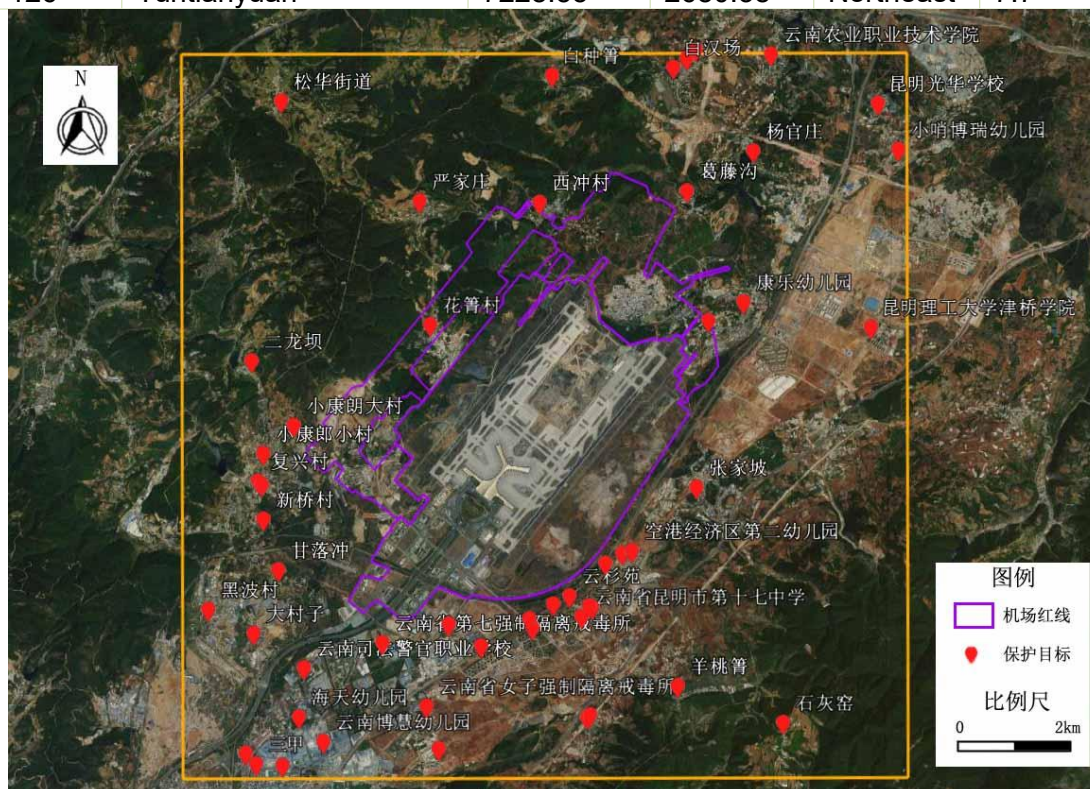 白种箐
白汉场
云南农业职业技术学院
N
松华街道
昆明光华学校
小哨博瑞幼儿园
杨官庄
葛藤沟
严家庄
西冲村
康乐幼儿园
花箐村
昆明理工大学津桥学院
二龙坝
小康朗大村
小康郎小村
复兴村
张家坡
新桥村
空港经济区第二幼儿园
甘落冲
云杉苑
图例
黑波村
云南省昆明市第十七中学
机场红线
大村子
云南省第七强制隔离戒毒所
云南司法警官职业学校
保护目标
羊桃箐
云南省女子强制隔离戒毒所
海天幼儿园
比例尺
石灰窑
云南博慧幼儿园
0 2km
三甲